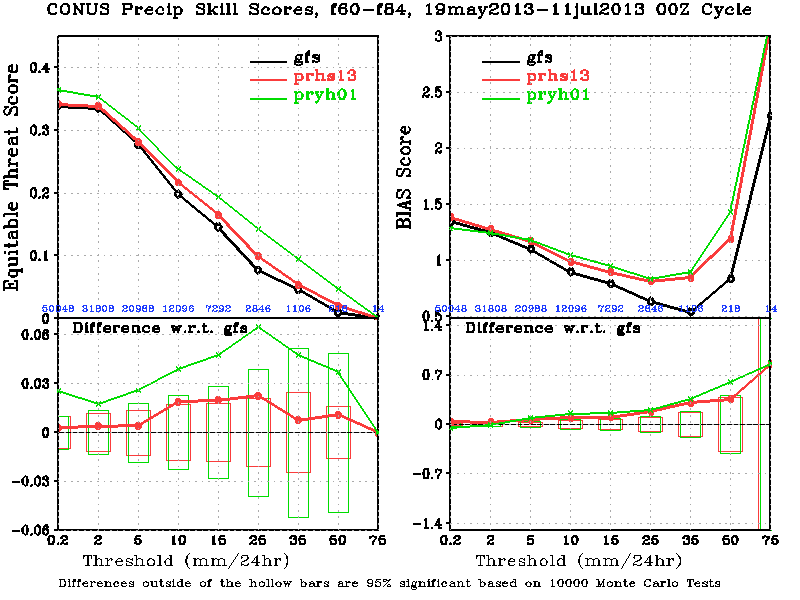 CONUS Precip Skill Scores, f60-f84, 19may2013-11jul2013 00Z Cycle
Equitable Threat Score
0.4
0.3
0.2
0.1
0
gfs
prhs13
pryh01
50948 31808 20988 12096 7292 2846 1106 14
Difference w.r.t. gfs
0.06
0.03
0
-0.03
-0.06
0.2 2 5 10 15 25 35 50 75
Threshold (mm/24hr)
BIAS Score
3
2.5
2
1.5
1
0.5
gfs
prhs13
pryh01
50948 31808 20988 12096 7292 2846 218 14
Difference w.r.t. gfs
1.4
0.7
0
-0.7
-1.4
0.2 2 5 10 15 25 35 50 75
Threshold (mm/24hr)
Differences outside of the hollow bars are 95% significant based on 10000 Monte Carlo Tests